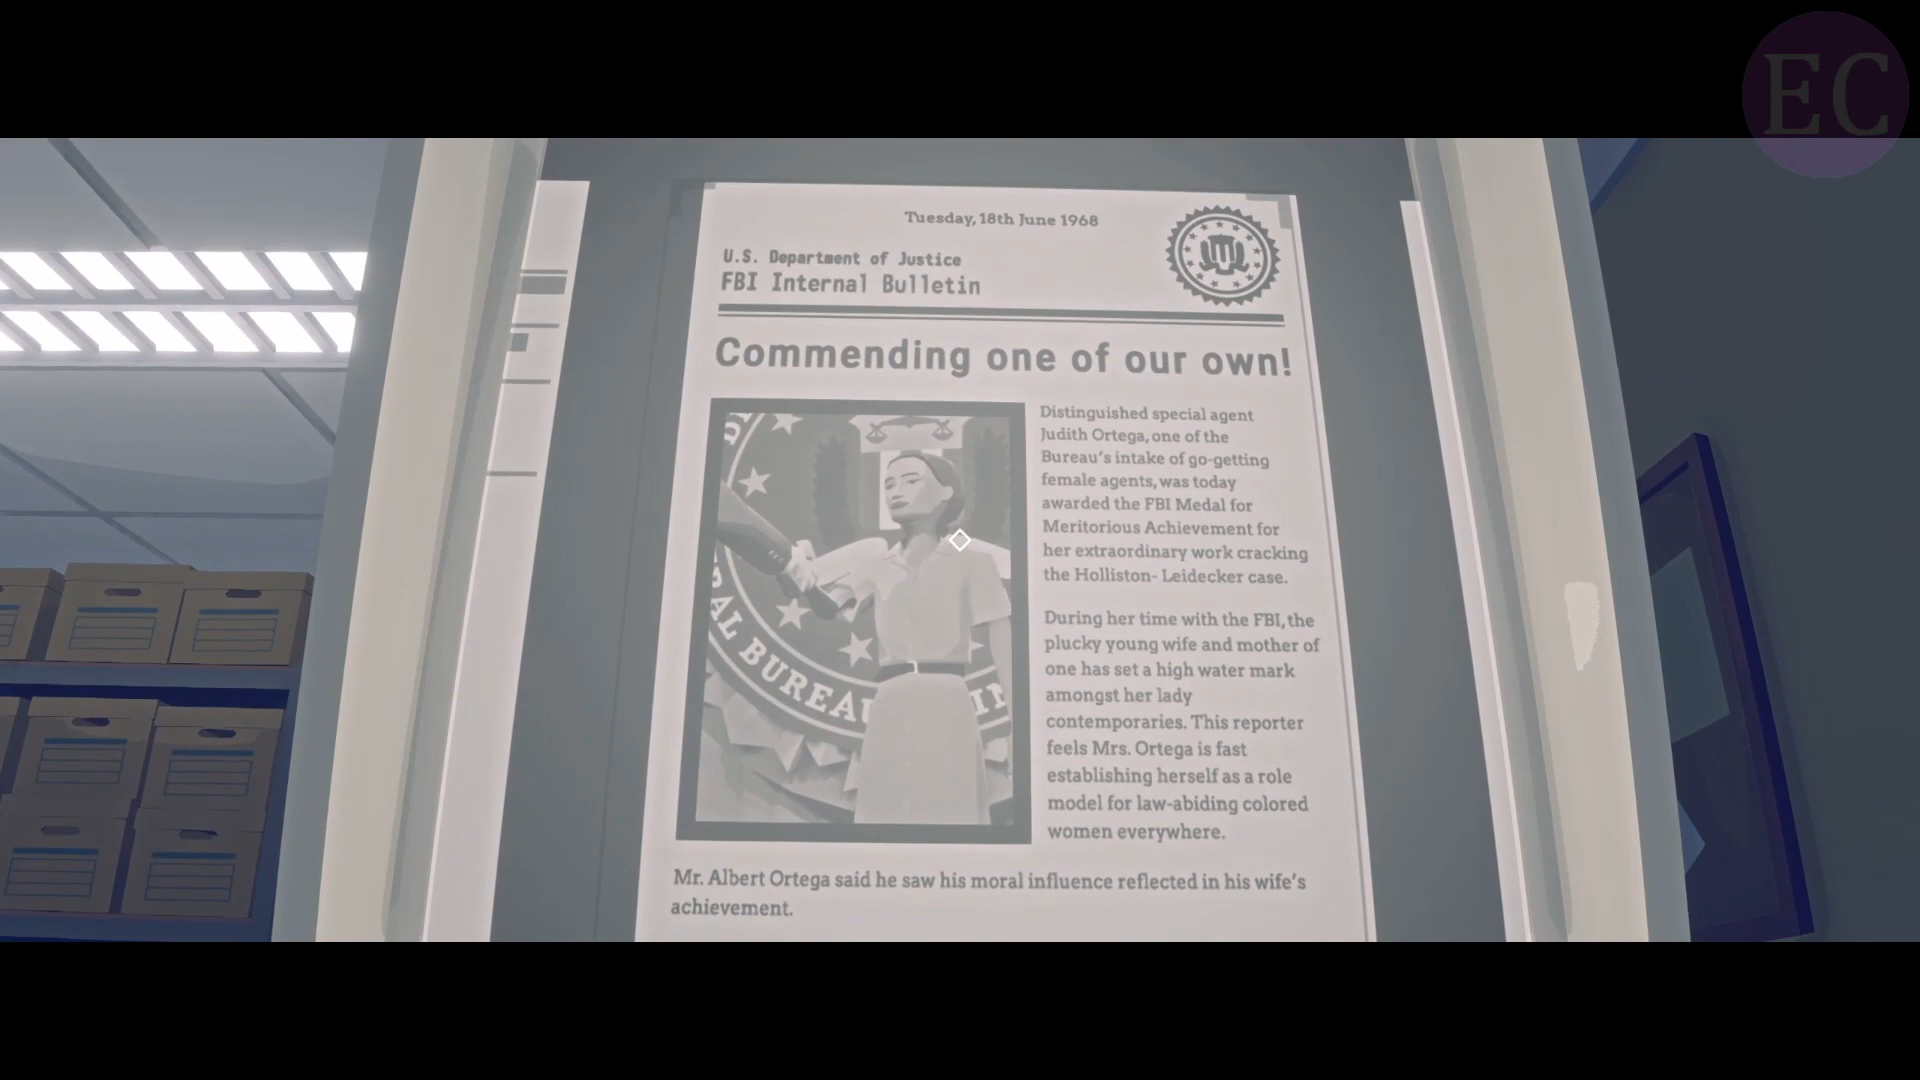 EC
Tuesday, 18th June 1968
U.S. Department of Justice
FBI Internal Bulletin
Commending one of our own!
Distinguished special agent
Judith Ortega, one of the
Bureau's intake of go-getting
female agents, was today
awarded the FBI Medal for
Meritorious Achievement for
her extraordinary work cracking
the Holliston- Leidecker case.
During her time with the FBI, the
plucky young wife and mother of
one has set a high water mark
amongst her lady
contemporaries. This reporter
feels Mrs. Ortega is fast
establishing herself as a role
model for law-abiding colored
women everywhere.
Mr. Albert Ortega said he saw his moral influence reflected in his wife's
achievement.